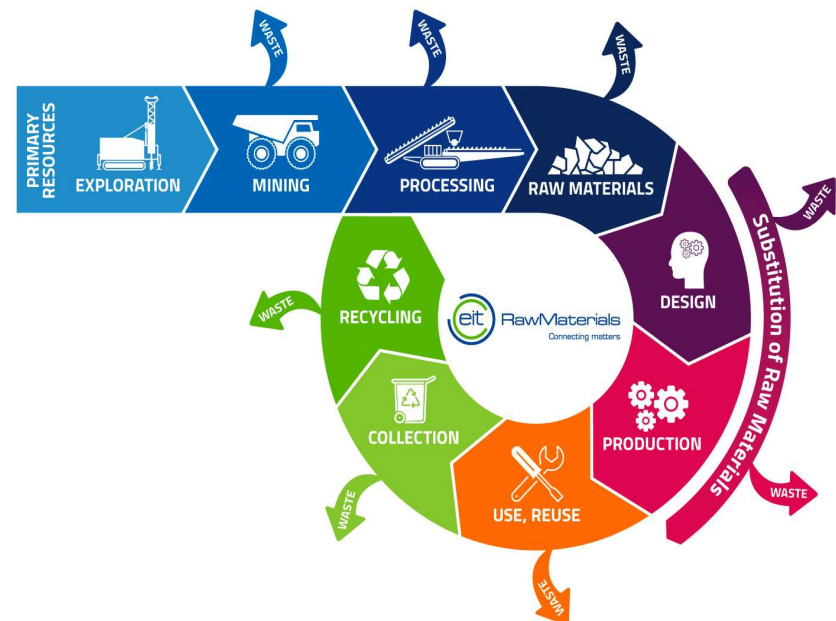 WASTE
WASTE
WASTE
PRIMARY
RESOURCES
EXPLORATION
MINING
PROCESSING
RAW MATERIALS
WASTE
Substitution of Raw Materials
DESIGN
RECYCLING
WASTE
eit RawMaterials
Connecting matters
COLLECTION
PRODUCTION
USE, REUSE
WASTE
WASTE
WASTE